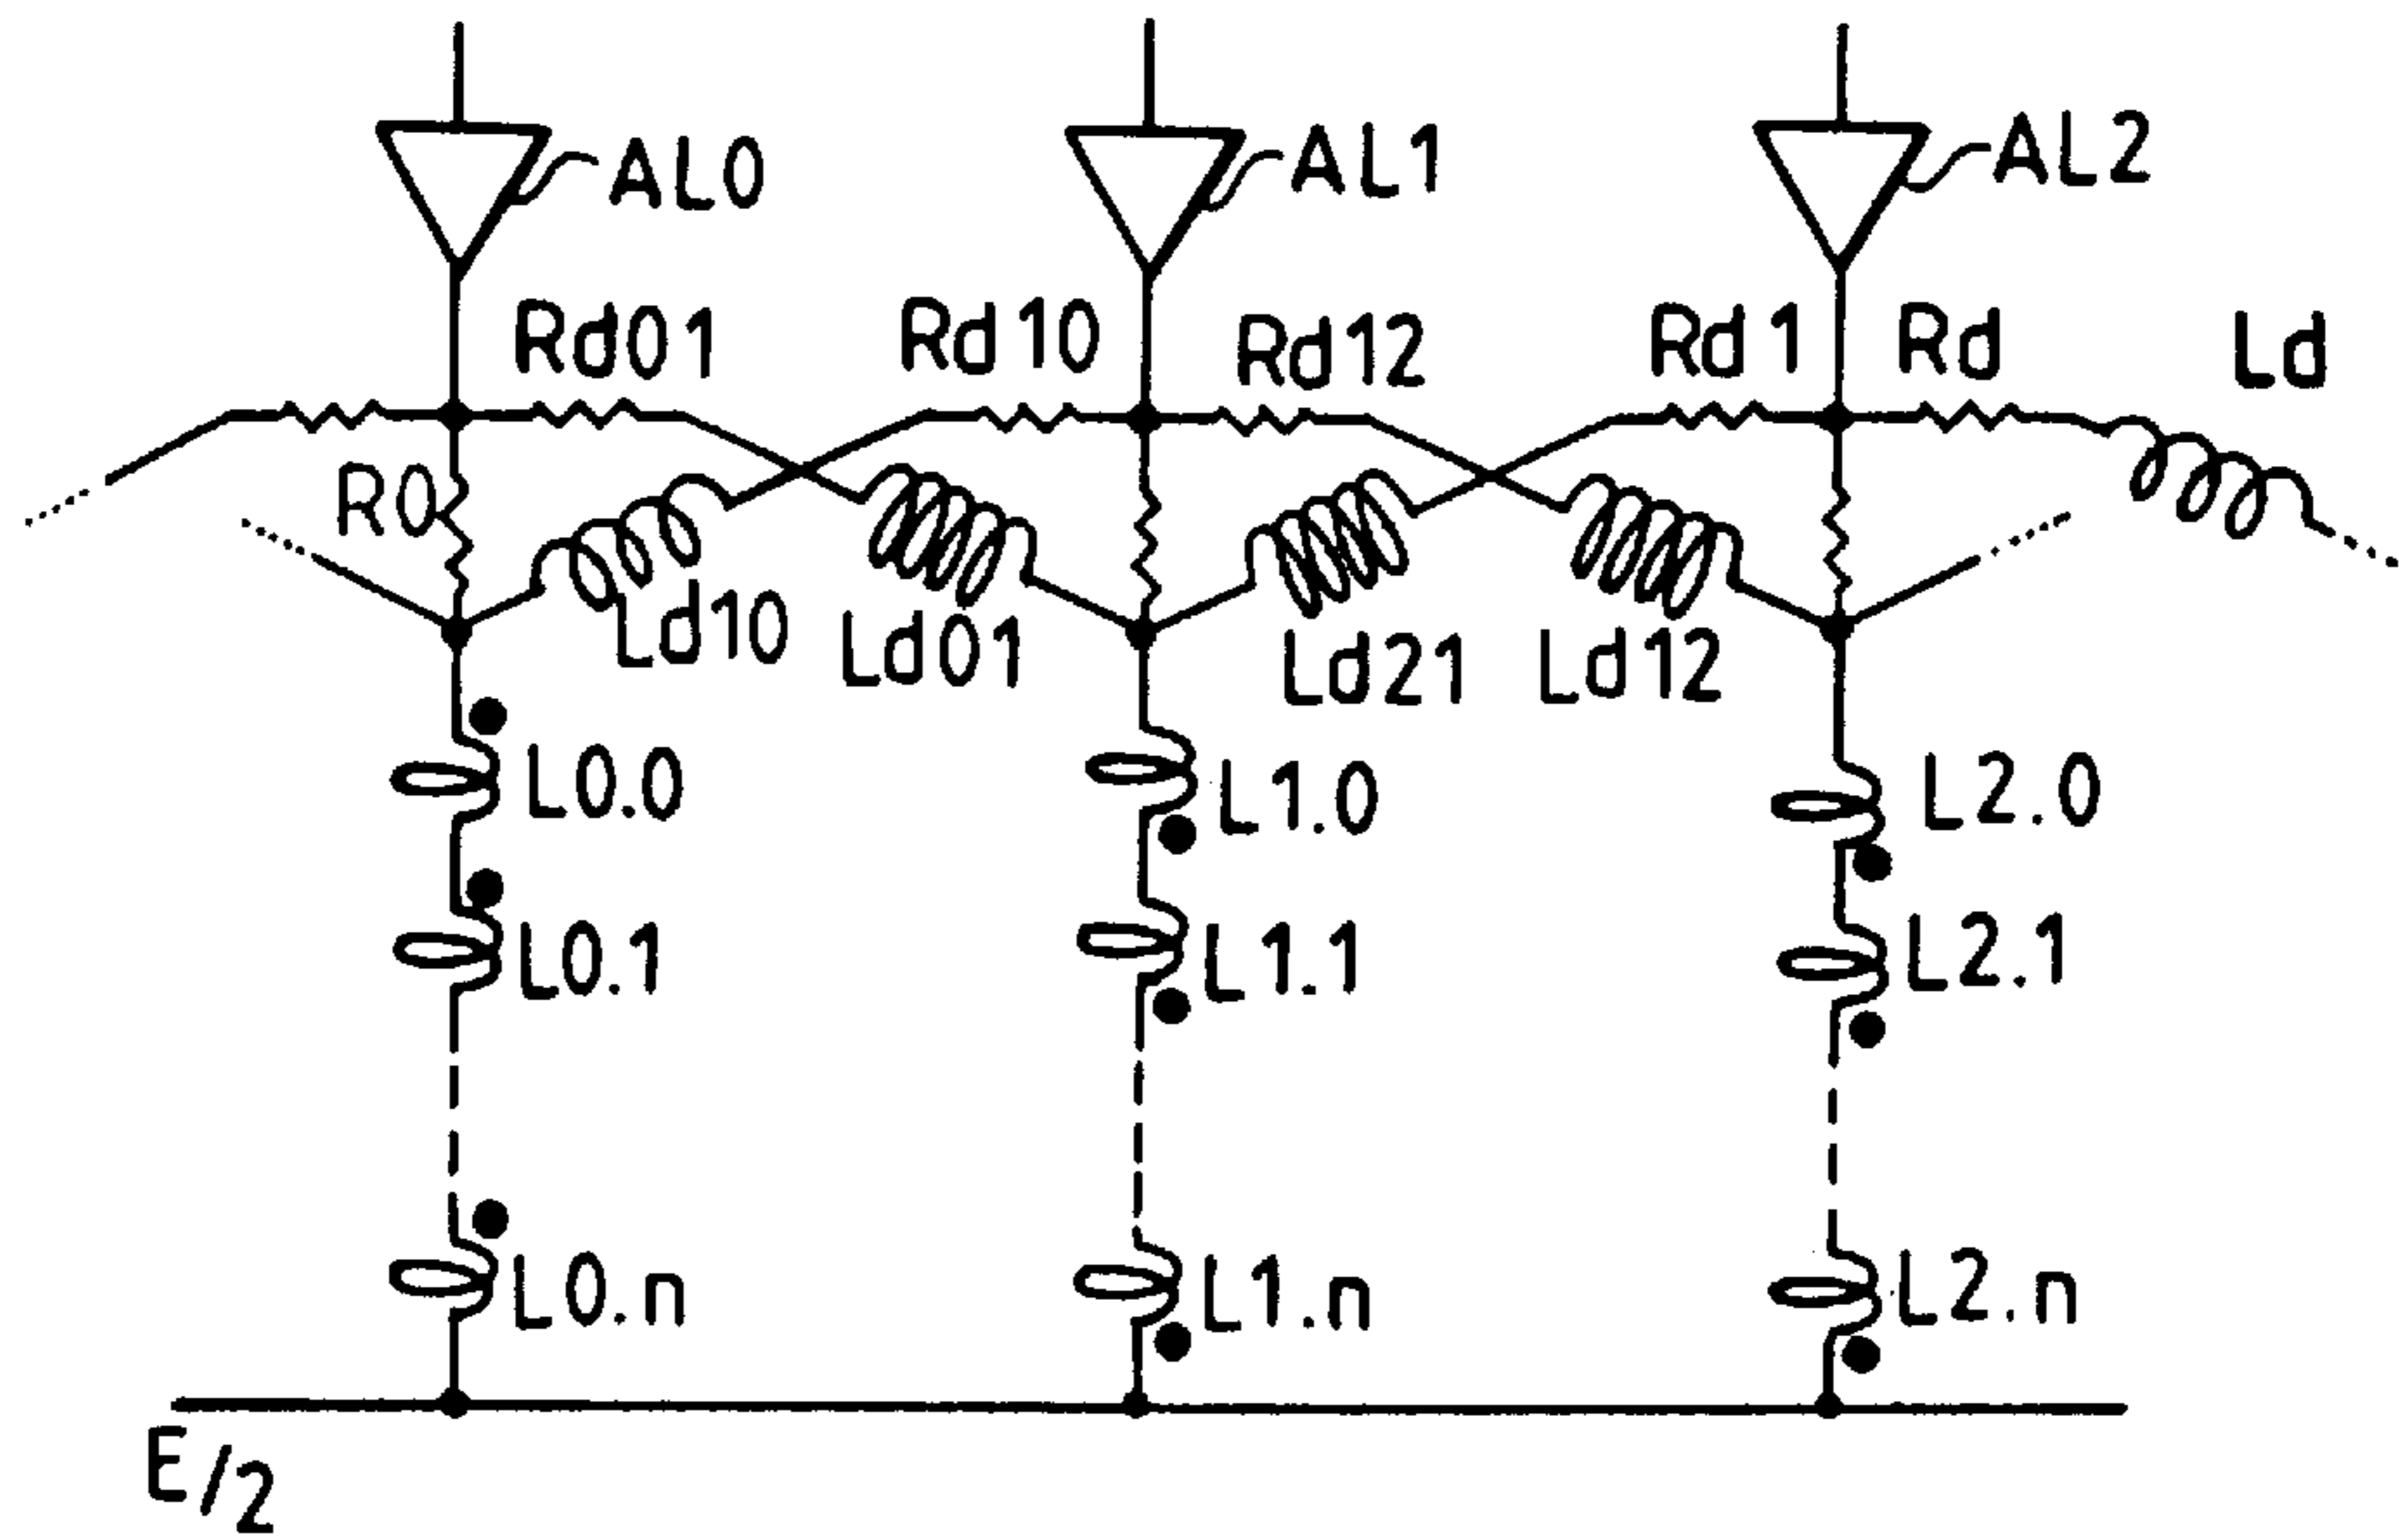 AL0
AL1
AL2
Rd01
Rd10
Rd12
Rd1
Rd
Ld
R0
Ld10
Ld01
Ld21
Ld12
L0.0
L1.0
L2.0
L0.1
L1.1
L2.1
L0.n
L1.n
L2.n
E/2